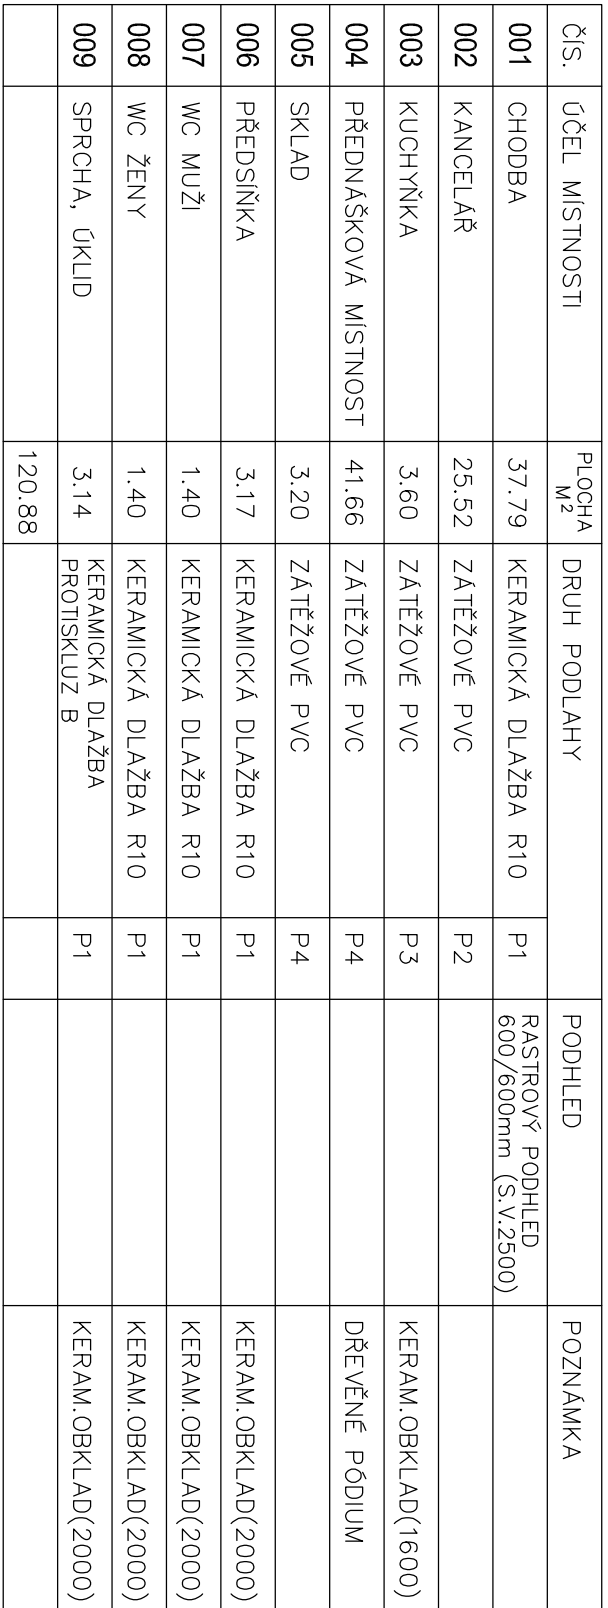 ČÍS. ÚČEL MÍSTNOSTI PLOCHA DRUH PODLAHY PODHLED POZNÁMKA
M²
001 CHODBA 37.79 KERAMICKÁ DLAŽBA R10 P1 RASTROVÝ PODHLED
600/600mm (S.V.2500)
002 KANCELÁŘ 25.52 ZÁTĚŽOVÉ PVC P2
003 KUCHYŇKA 3.60 ZÁTĚŽOVÉ PVC P3 KERAM.OBKLAD(1600)
004 PŘEDNÁŠKOVÁ MÍSTNOST 41.66 ZÁTĚŽOVÉ PVC P4 DŘEVĚNÉ PÓDIUM
005 SKLAD 3.20 ZÁTĚŽOVÉ PVC P4
006 PŘEDSÍŇKA 3.17 KERAMICKÁ DLAŽBA R10 P1 KERAM.OBKLAD(2000)
007 WC MUŽI 1.40 KERAMICKÁ DLAŽBA R10 P1 KERAM.OBKLAD(2000)
008 WC ŽENY 1.40 KERAMICKÁ DLAŽBA R10 P1 KERAM.OBKLAD(2000)
009 SPRCHA, ÚKLID 3.14 KERAMICKÁ DLAŽBA P1 KERAM.OBKLAD(2000)
PROTISKLUZ B
120.88